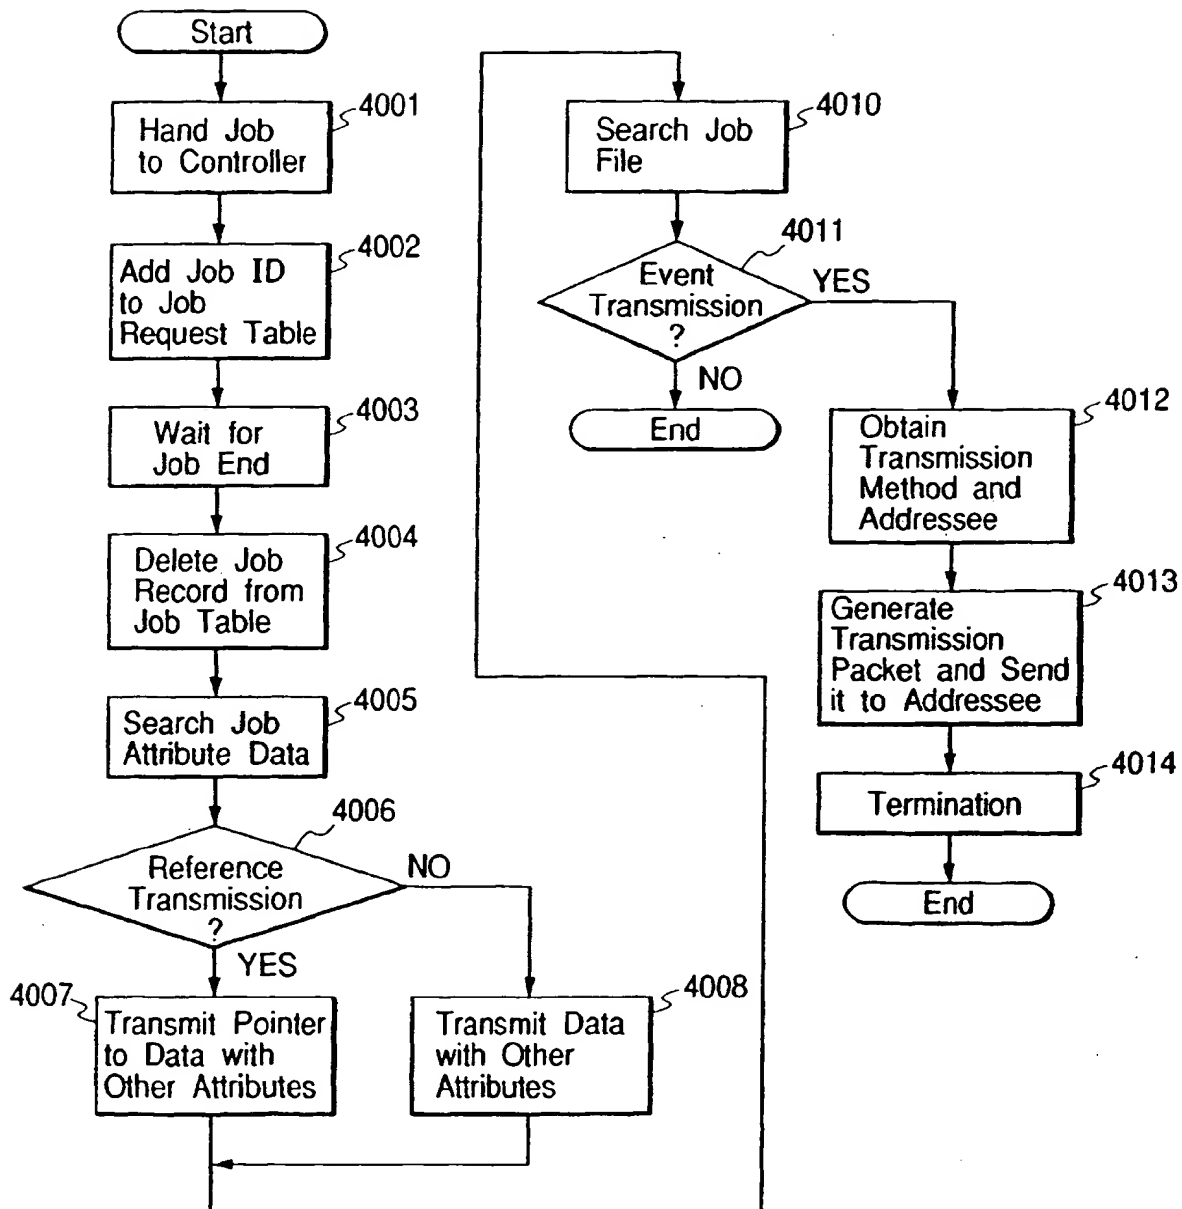 Start
4001
Hand Job
to Controller
4002
Add Job ID
to Job
Request Table
4003
Wait for
Job End
4004
Delete Job
Record from
Job Table
4005
Search Job
Attribute Data
4006
Reference
Transmission
?
NO
YES
4007
Transmit Pointer
to Data with
Other Attributes
4008
Transmit Data
with Other
Attributes
4010
Search Job
File
4011
Event
Transmission
?
YES
NO
End
4012
Obtain
Transmission
Method and
Addressee
4013
Generate
Transmission
Packet and Send
it to Addressee
4014
Termination
End